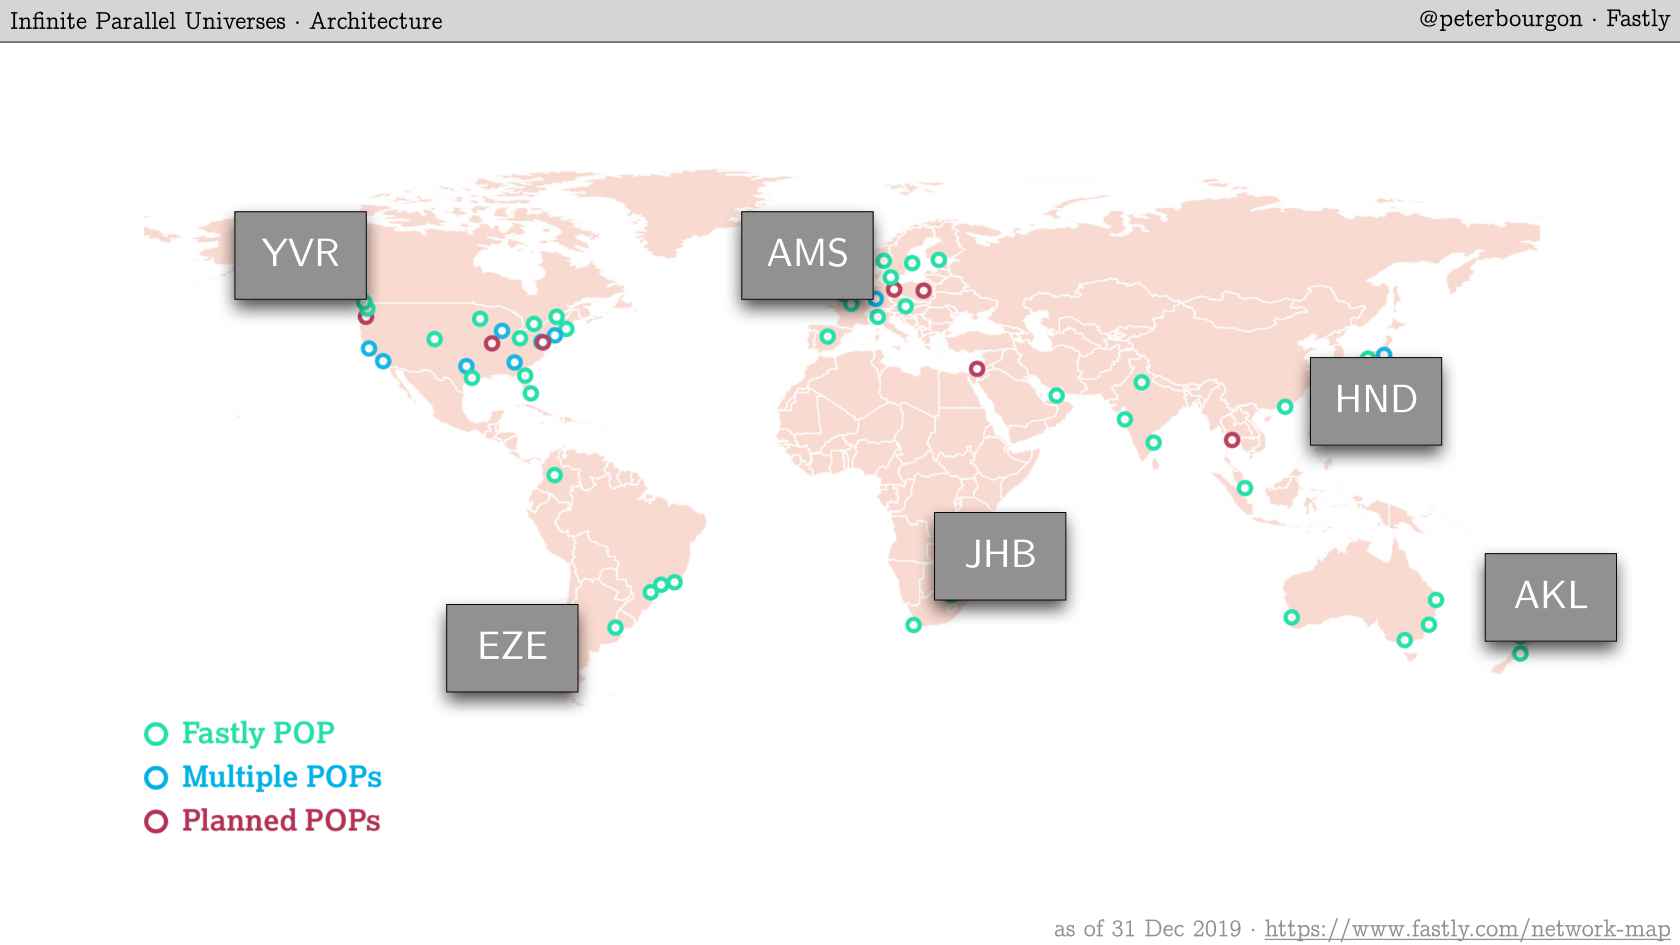 Infinite Parallel Universes · Architecture
@peterbourgon · Fastly
YVR
AMS
HND
JHB
AKL
EZE
Fastly POP
Multiple POPs
Planned POPs
as of 31 Dec 2019 · https://www.fastly.com/network-map